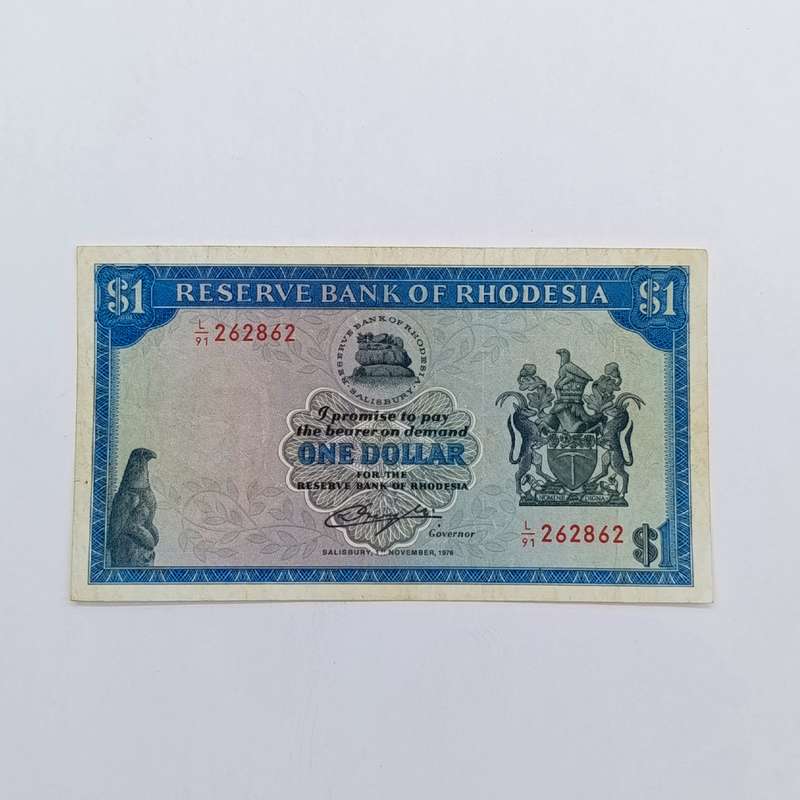 $1 RESERVE BANK OF RHODESIA $1
L/91 262862
RESERVE BANK OF RHODESIA
SALISBURY
I promise to pay
the bearer on demand
ONE DOLLAR
FOR THE
RESERVE BANK OF RHODESIA
Governor
SALISBURY, 1ST NOVEMBER, 1976
L/91 262862 $1